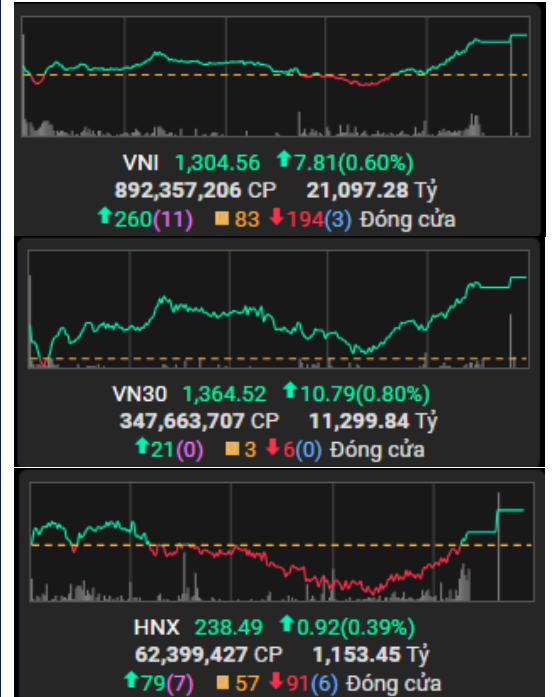 VNI 1,304.56 ⬆7.81(0.60%)
892,357,206 CP 21,097.28 Tỷ
⬆260(11) ■ 83 ⬇194(3) Đóng cửa
VN30 1,364.52 ⬆10.79(0.80%)
347,663,707 CP 11,299.84 Tỷ
⬆21(0) ■ 3 ⬇6(0) Đóng cửa
HNX 238.49 ⬆0.92(0.39%)
62,399,427 CP 1,153.45 Tỷ
⬆79(7) ■ 57 ⬇91(6) Đóng cửa